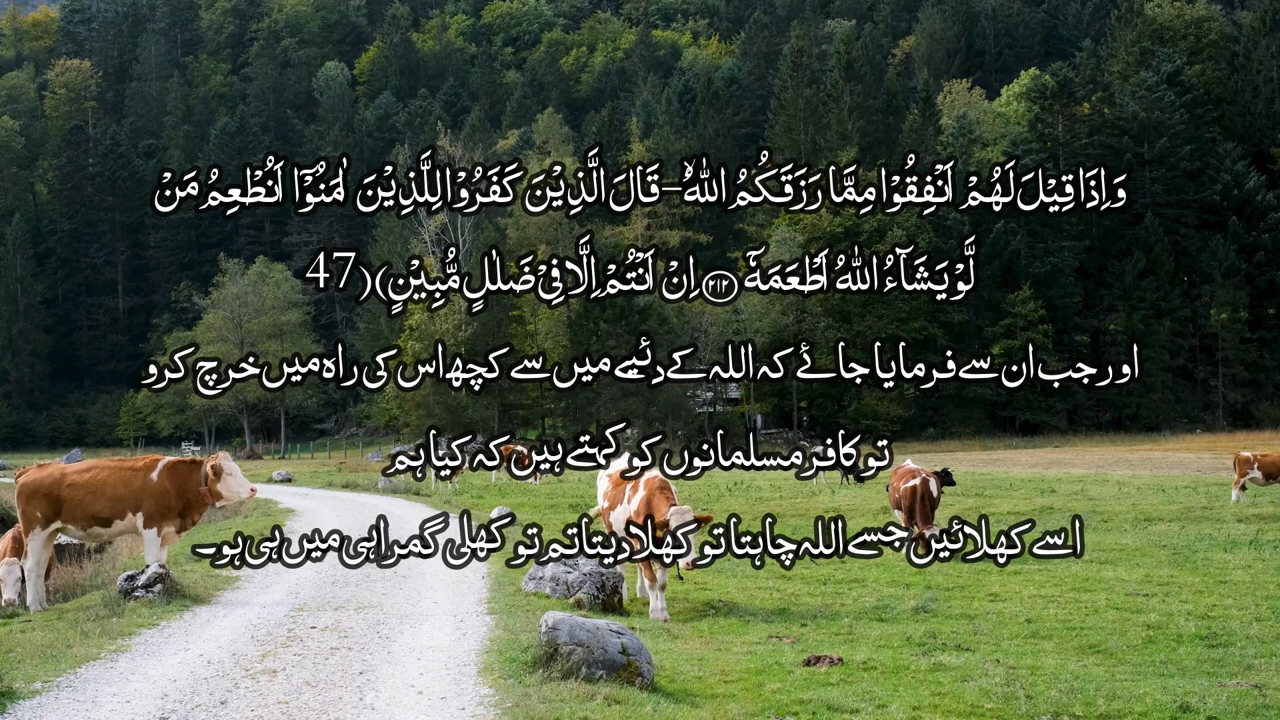 وَ اِذَا قِیْلَ لَهُمْ اَنْفِقُوْا مِمَّا رَزَقَكُمُ اللّٰهُۙ-قَالَ الَّذِیْنَ كَفَرُوْا لِلَّذِیْنَ اٰمَنُوْۤا اَنُطْعِمُ مَنْ
لَّوْ یَشَآءُ اللّٰهُ اَطْعَمَهٗۤ ﴿۲۱۲﴾ اِنْ اَنْتُمْ اِلَّا فِیْ ضَلٰلٍ مُّبِیْنٍ)(47
اور جب ان سے فرمایا جائے کہ اللہ کے دئیے میں سے کچھ اس کی راہ میں خرچ کرو
تو کافر مسلمانوں کو کہتے ہین کہ کیا ہم
اسے کھلائیں جسے اللہ چاہتا تو کھلا دیتا تم تو کھلی گمراہی میں ہی ہو۔